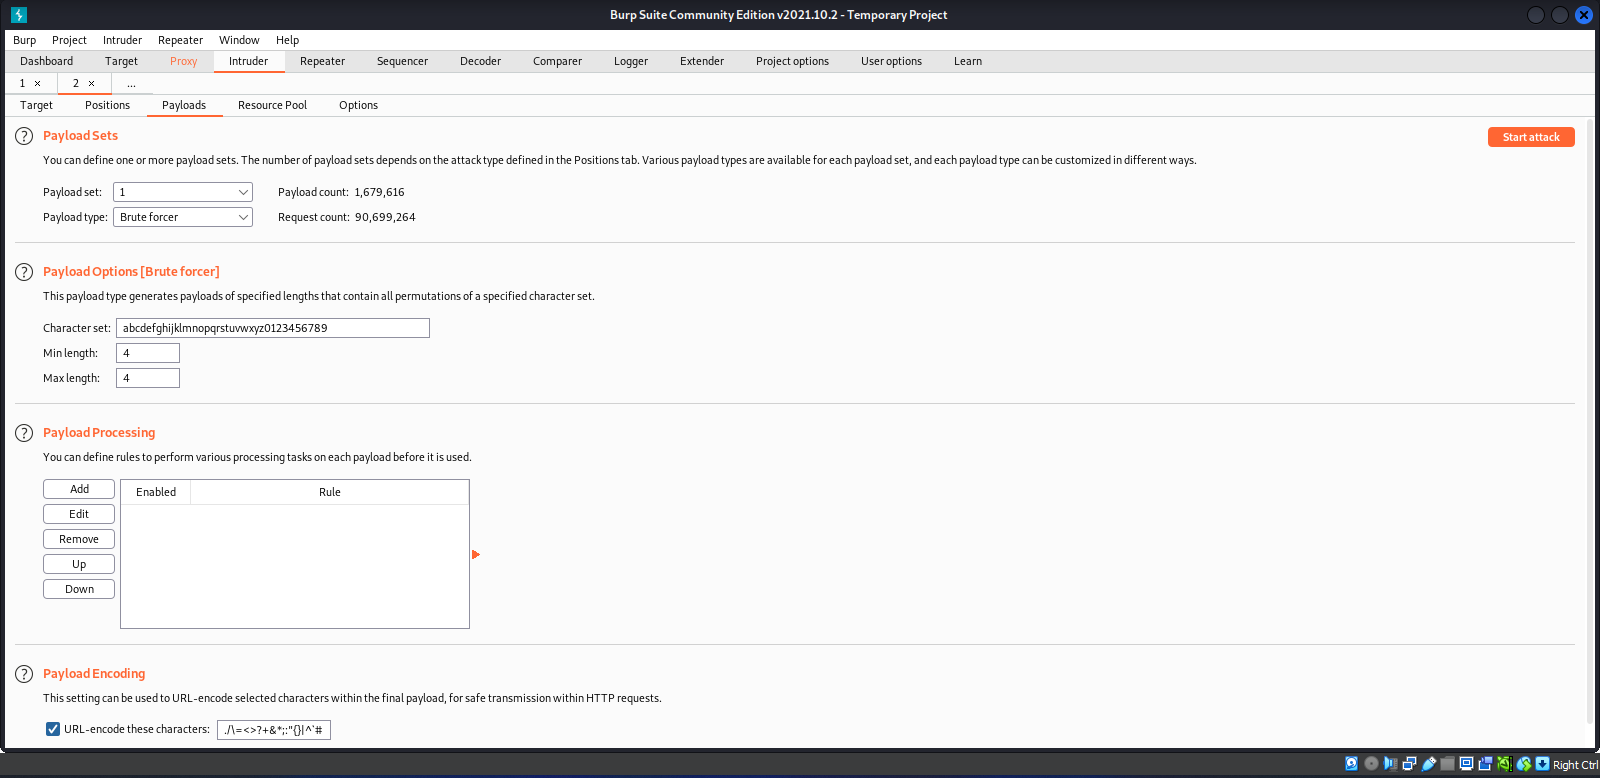 Burp Suite Community Edition v2021.10.2 - Temporary Project
Burp Project Intruder Repeater Window Help
Dashboard Target Proxy Intruder Repeater Sequencer Decoder Comparer Logger Extender Project options User options Learn
1 × 2 × ...
Target Positions Payloads Resource Pool Options
? Payload Sets Start attack
You can define one or more payload sets. The number of payload sets depends on the attack type defined in the Positions tab. Various payload types are available for each payload set, and each payload type can be customized in different ways.
Payload set: 1 Payload count: 1,679,616
Payload type: Brute forcer Request count: 90,699,264
? Payload Options [Brute forcer]
This payload type generates payloads of specified lengths that contain all permutations of a specified character set.
Character set: abcdefghijklmnopqrstuvwxyz0123456789
Min length: 4
Max length: 4
? Payload Processing
You can define rules to perform various processing tasks on each payload before it is used.
Add Enabled Rule
Edit
Remove
Up
Down
? Payload Encoding
This setting can be used to URL-encode selected characters within the final payload, for safe transmission within HTTP requests.
URL-encode these characters: ./\=<>?+&*;:"{}|^`#
Right Ctrl